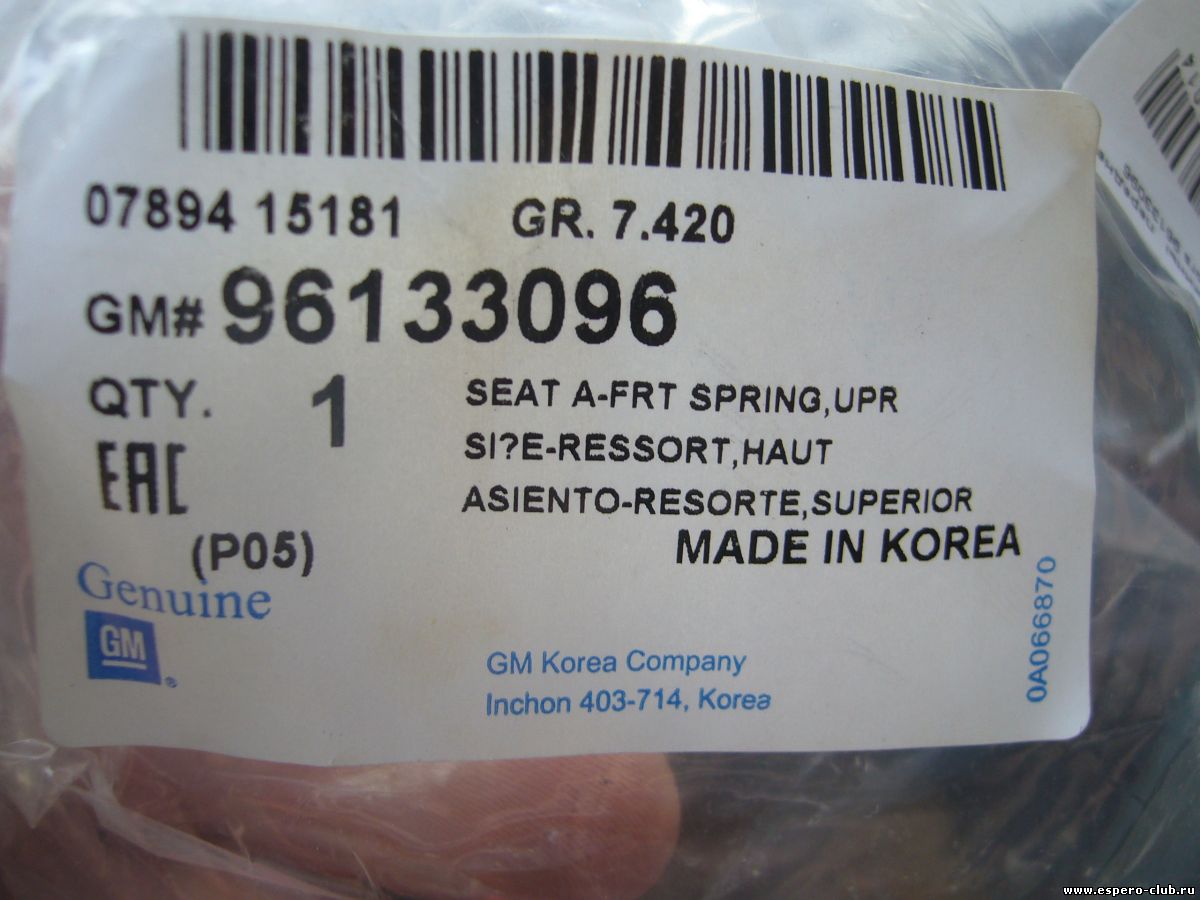 07894 15181 GR. 7.420
GM# 96133096
QTY. 1 SEAT A-FRT SPRING,UPR
SI?E-RESSORT,HAUT
EAC ASIENTO-RESORTE,SUPERIOR
(P05) MADE IN KOREA
Genuine
GM
GM Korea Company
Inchon 403-714, Korea
0A066870
www.espero-club.ru